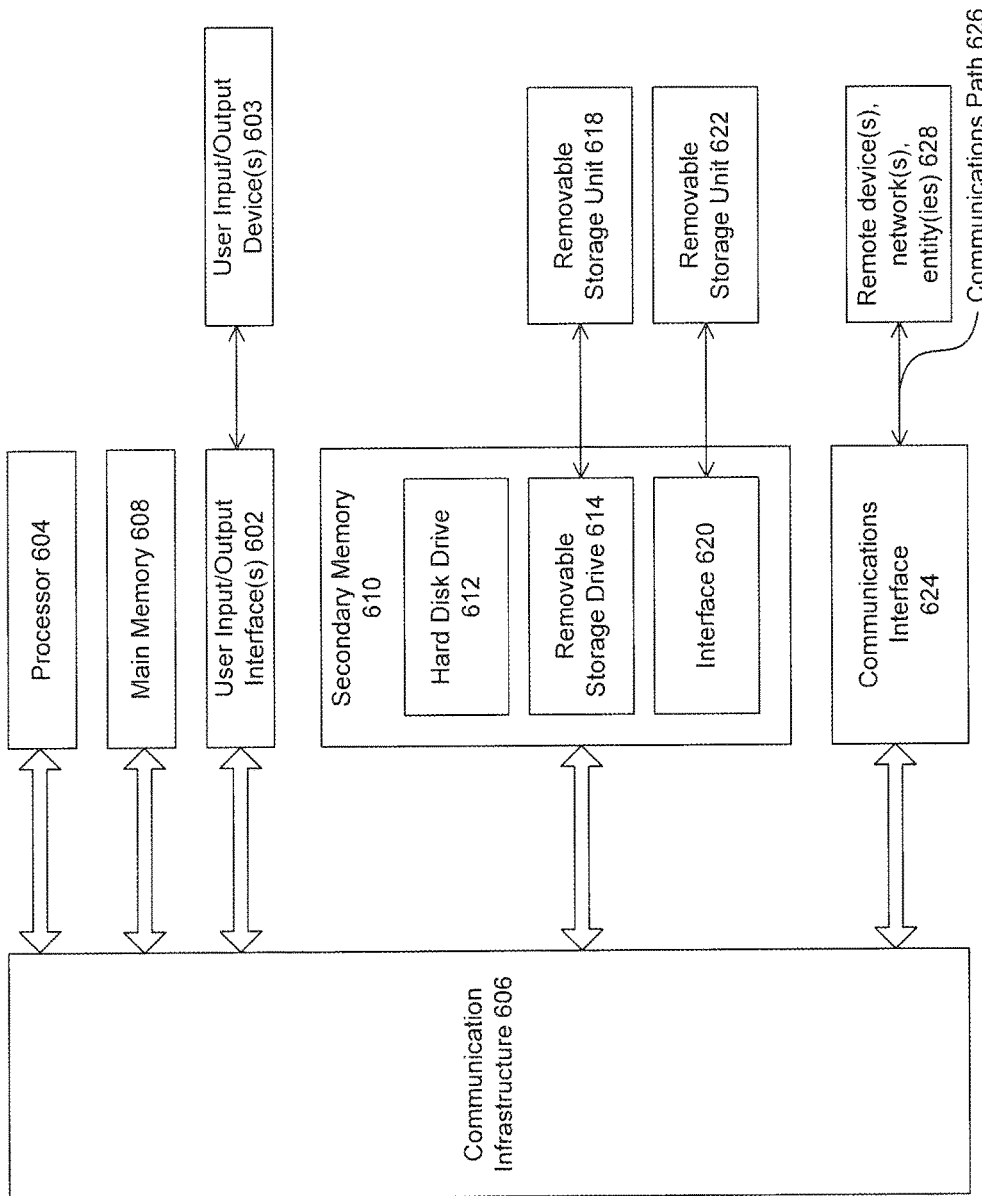 Processor 604
Main Memory 608
User Input/Output
Interface(s) 602
User Input/Output
Device(s) 603
Communication
Infrastructure 606
Secondary Memory
610
Hard Disk Drive
612
Removable
Storage Drive 614
Removable
Storage Unit 618
Interface 620
Removable
Storage Unit 622
Communications
Interface
624
Remote device(s),
network(s),
entity(ies) 628
Communications Path 626